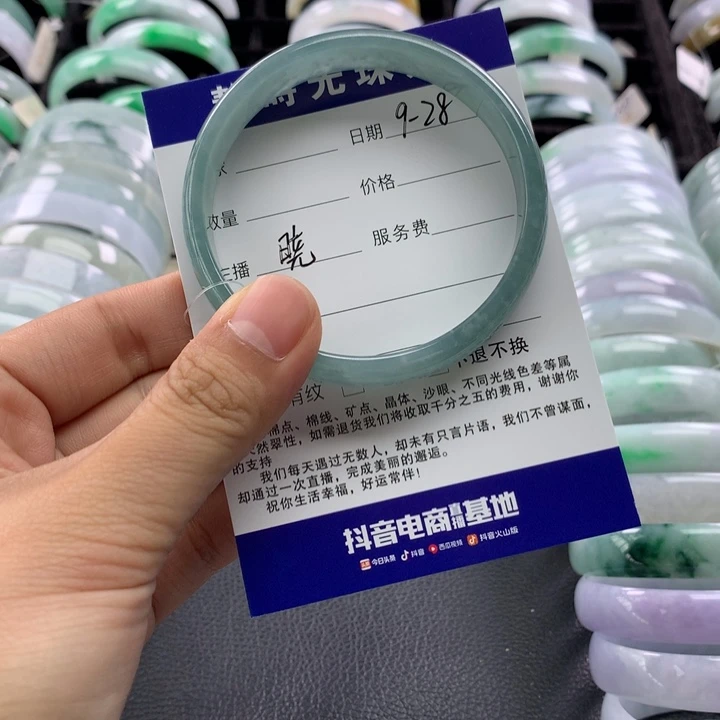 时光珠
日期 9-28
价格
数量
服务费
主播 晓
不退不换
消纹
棉点、棉线、矿点、晶体、沙眼、不同光线色差等属
天然翠性，如需退货我们将收取千分之五的费用，谢谢你
的支持
我们每天遇过无数人，却未有只言片语，我们不曾谋面，
却通过一次直播，完成美丽的邂逅。
祝你生活幸福，好运常伴！
抖音电商直播基地
今日头条 抖音 西瓜视频 抖音火山版